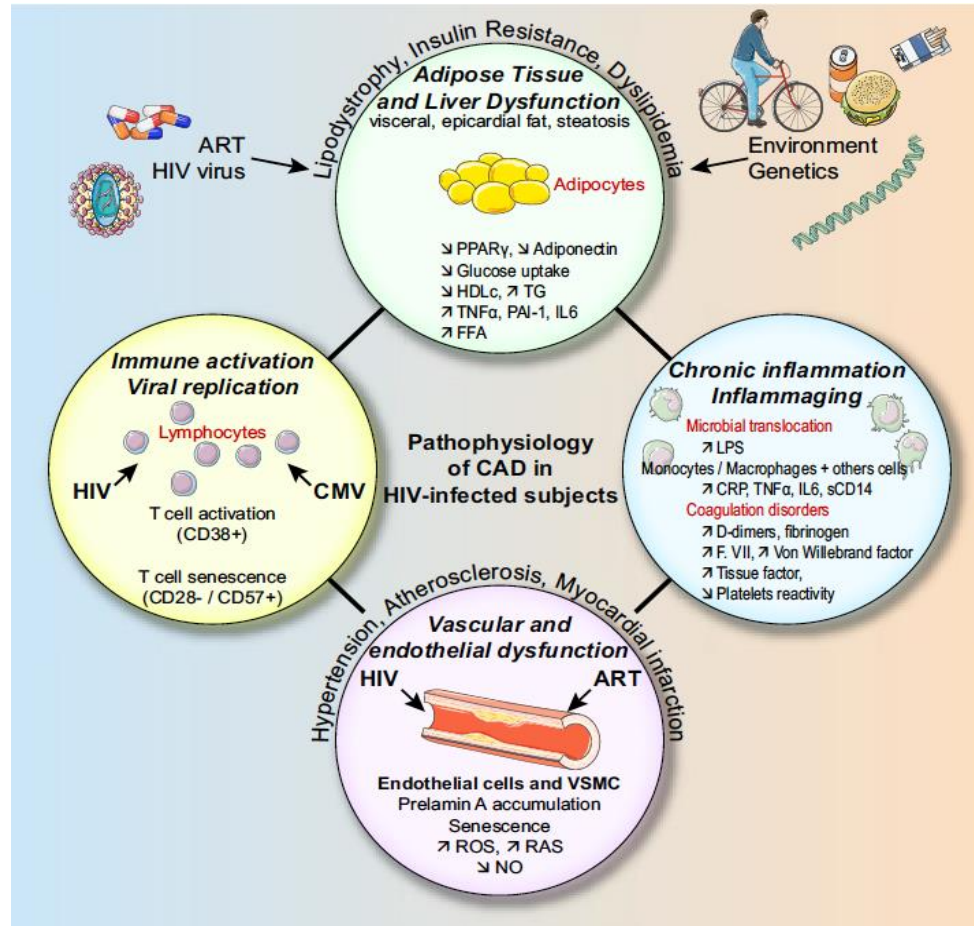 Lipodystrophy, Insulin Resistance, Dyslipidemia
Adipose Tissue
and Liver Dysfunction
visceral, epicardial fat, steatosis
Adipocytes
↘ PPARγ, ↘ Adiponectin
↘ Glucose uptake
↘ HDLc, ↗ TG
↗ TNFα, PAI-1, IL6
↗ FFA
ART
HIV virus
Environment
Genetics
Immune activation
Viral replication
Lymphocytes
HIV
CMV
T cell activation
(CD38+)
T cell senescence
(CD28- / CD57+)
Pathophysiology
of CAD in
HIV-infected subjects
Chronic inflammation
Inflammaging
Microbial translocation
↗ LPS
Monocytes / Macrophages + others cells
↗ CRP, TNFα, IL6, sCD14
Coagulation disorders
↗ D-dimers, fibrinogen
↗ F. VII, ↗ Von Willebrand factor
↗ Tissue factor,
↘ Platelets reactivity
Hypertension, Atherosclerosis, Myocardial infarction
Vascular and
endothelial dysfunction
HIV
ART
Endothelial cells and VSMC
Prelamin A accumulation
Senescence
↗ ROS, ↗ RAS
↘ NO